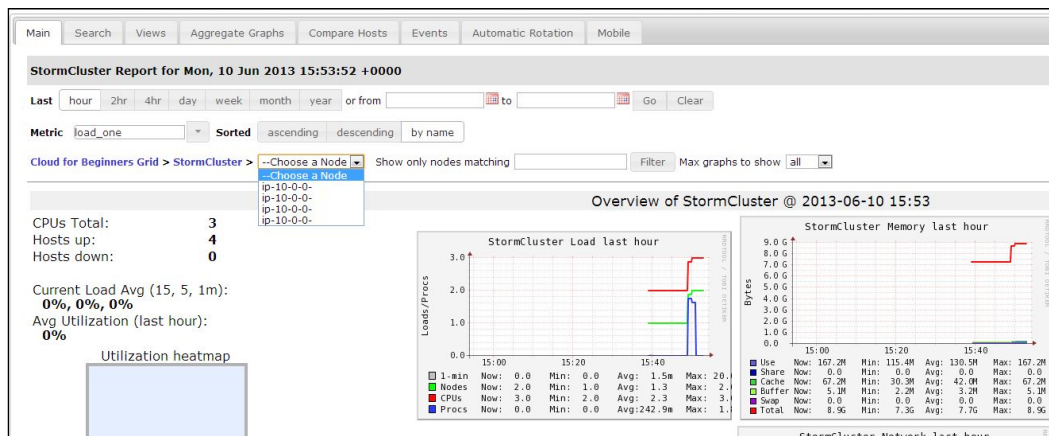 Main Search Views Aggregate Graphs Compare Hosts Events Automatic Rotation Mobile
StormCluster Report for Mon, 10 Jun 2013 15:53:52 +0000
Last hour 2hr 4hr day week month year or from to Go Clear
Metric load_one Sorted ascending descending by name
Cloud for Beginners Grid > StormCluster > --Choose a Node Show only nodes matching Filter Max graphs to show all
--Choose a Node
ip-10-0-0-
ip-10-0-0-
ip-10-0-0-
ip-10-0-0-
Overview of StormCluster @ 2013-06-10 15:53
CPUs Total: 3
Hosts up: 4
Hosts down: 0
Current Load Avg (15, 5, 1m):
0%, 0%, 0%
Avg Utilization (last hour):
0%
Utilization heatmap
StormCluster Load last hour
Loads/Procs
3.0
2.0
1.0
0.0
15:00 15:20 15:40
1-min Now: 0.0 Min: 0.0 Avg: 1.5m Max: 20.
Nodes Now: 2.0 Min: 1.0 Avg: 1.3 Max: 2.
CPUs Now: 3.0 Min: 2.0 Avg: 2.3 Max: 3.
Procs Now: 0.0 Min: 0.0 Avg:242.9m Max: 1.
StormCluster Memory last hour
Bytes
9.0 G
8.0 G
7.0 G
6.0 G
5.0 G
4.0 G
3.0 G
2.0 G
1.0 G
0.0
15:00 15:20 15:40
Use Now: 167.2M Min: 115.4M Avg: 130.5M Max: 167.2M
Share Now: 0.0 Min: 0.0 Avg: 0.0 Max: 0.0
Cache Now: 67.2M Min: 30.3M Avg: 42.0M Max: 67.2M
Buffer Now: 5.1M Min: 2.2M Avg: 3.2M Max: 5.1M
Swap Now: 0.0 Min: 0.0 Avg: 0.0 Max: 0.0
Total Now: 8.9G Min: 7.3G Avg: 7.7G Max: 8.9G
RRDTOOL / TOBI OETIKER
RRDTOOL / TOBI OETIKER
StormCluster Network last hour